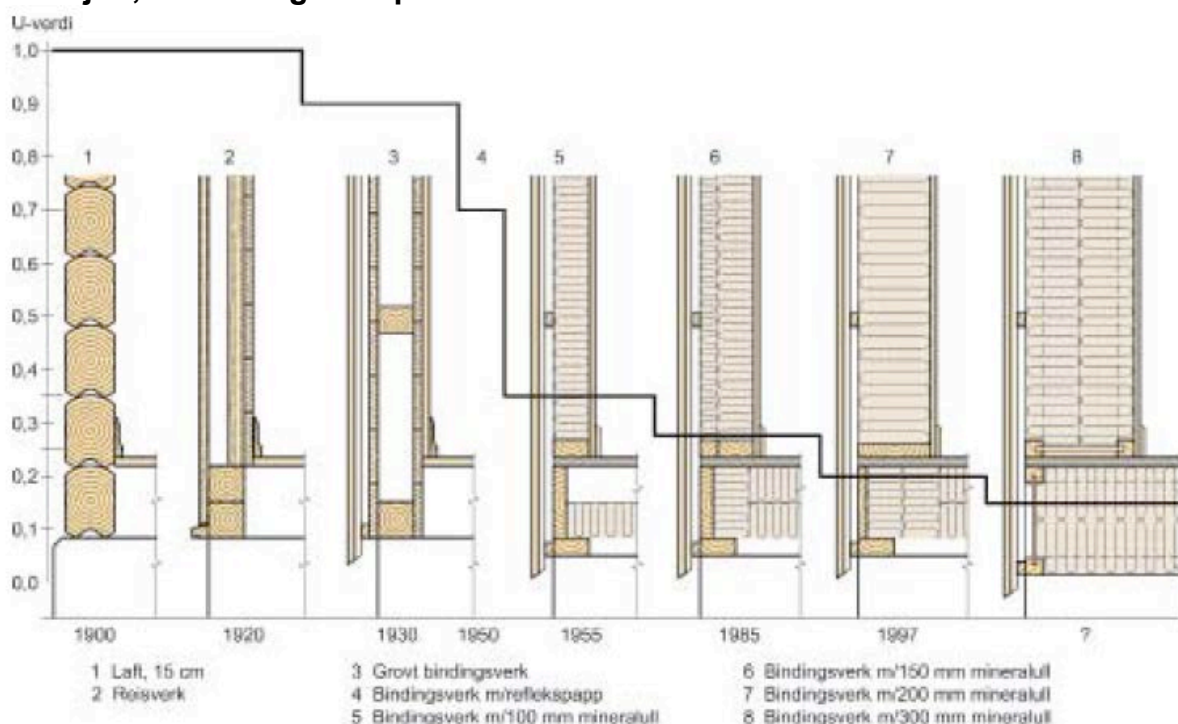 U-verdi
1,0
0,9
0,8
0,7
0,6
0,5
0,4
0,3
0,2
0,1
0,0
1 2 3 4 5 6 7 8
1900 1920 1930 1950 1955 1985 1997 ?
1 Laft, 15 cm
2 Reisverk
3 Grovt bindingsverk
4 Bindingsverk m/reflekspapp
5 Bindingsverk m/100 mm mineralull
6 Bindingsverk m/150 mm mineralull
7 Bindingsverk m/200 mm mineralull
8 Bindingsverk m/300 mm mineralull